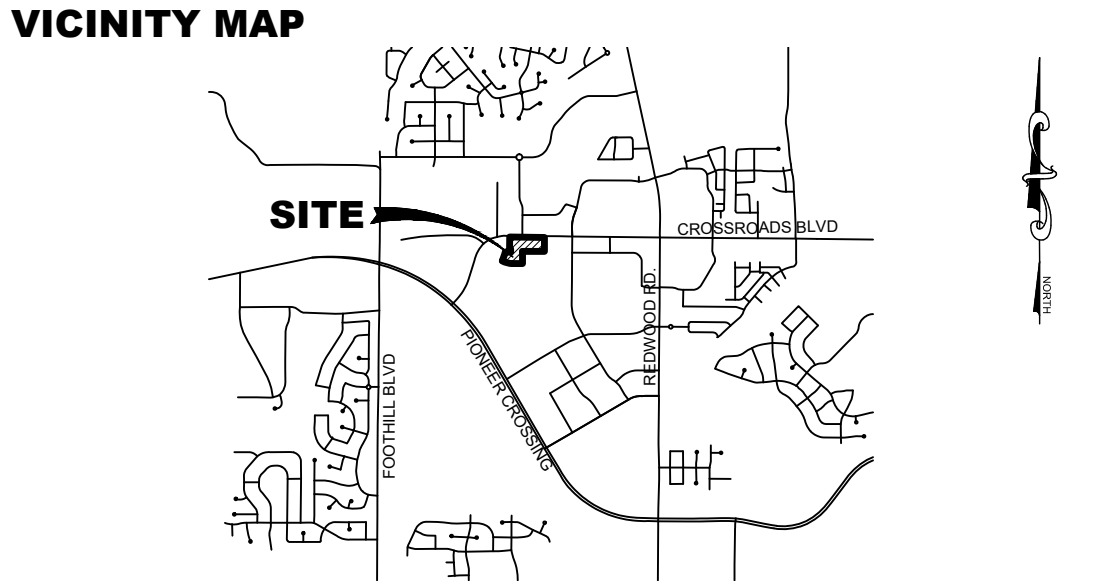 VICINITY MAP
SITE
CROSSROADS BLVD
REDWOOD RD.
PIONEER CROSSING
FOOTHILL BLVD
NORTH